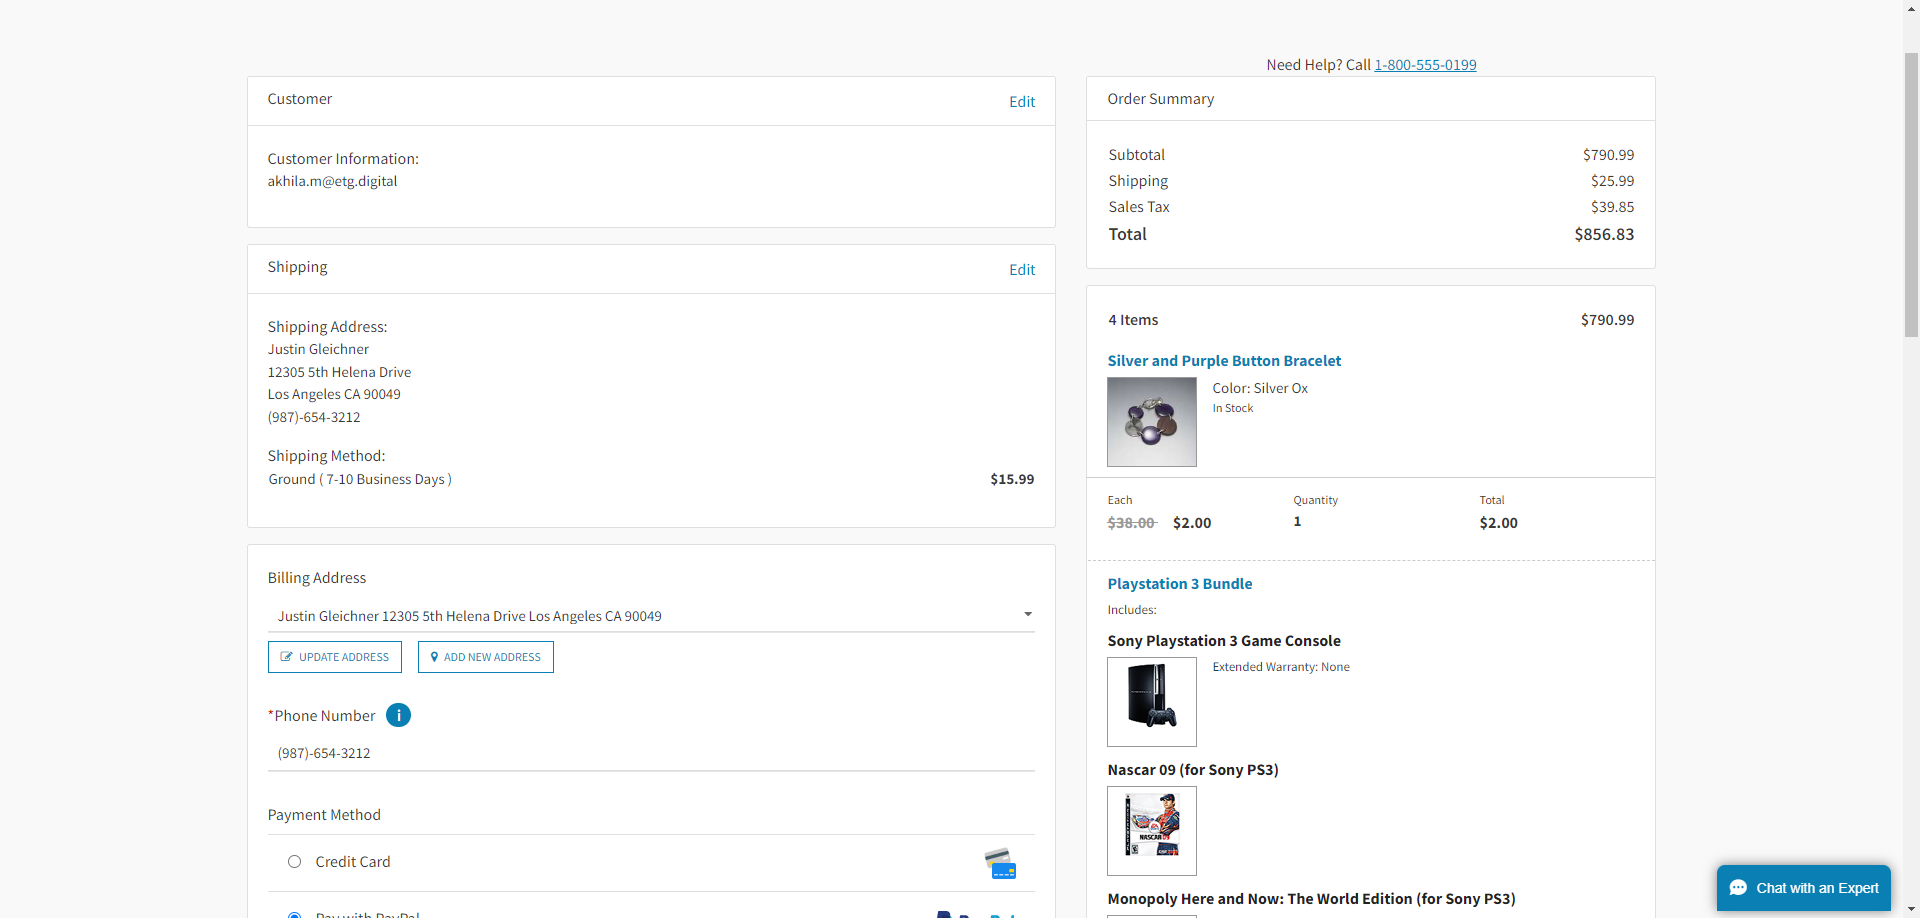 Need Help? Call 1-800-555-0199
Customer
Edit
Customer Information:
akhila.m@etg.digital
Shipping
Edit
Shipping Address:
Justin Gleichner
12305 5th Helena Drive
Los Angeles CA 90049
(987)-654-3212
Shipping Method:
Ground ( 7-10 Business Days ) $15.99
Billing Address
Justin Gleichner 12305 5th Helena Drive Los Angeles CA 90049
UPDATE ADDRESS ADD NEW ADDRESS
*Phone Number i
(987)-654-3212
Payment Method
Credit Card
Pay with PayPal
Order Summary
Subtotal $790.99
Shipping $25.99
Sales Tax $39.85
Total $856.83
4 Items $790.99
Silver and Purple Button Bracelet
Color: Silver Ox
In Stock
Each Quantity Total
$38.00 $2.00 1 $2.00
Playstation 3 Bundle
Includes:
Sony Playstation 3 Game Console
Extended Warranty: None
Nascar 09 (for Sony PS3)
NASCAR
Monopoly Here and Now: The World Edition (for Sony PS3)
Chat with an Expert